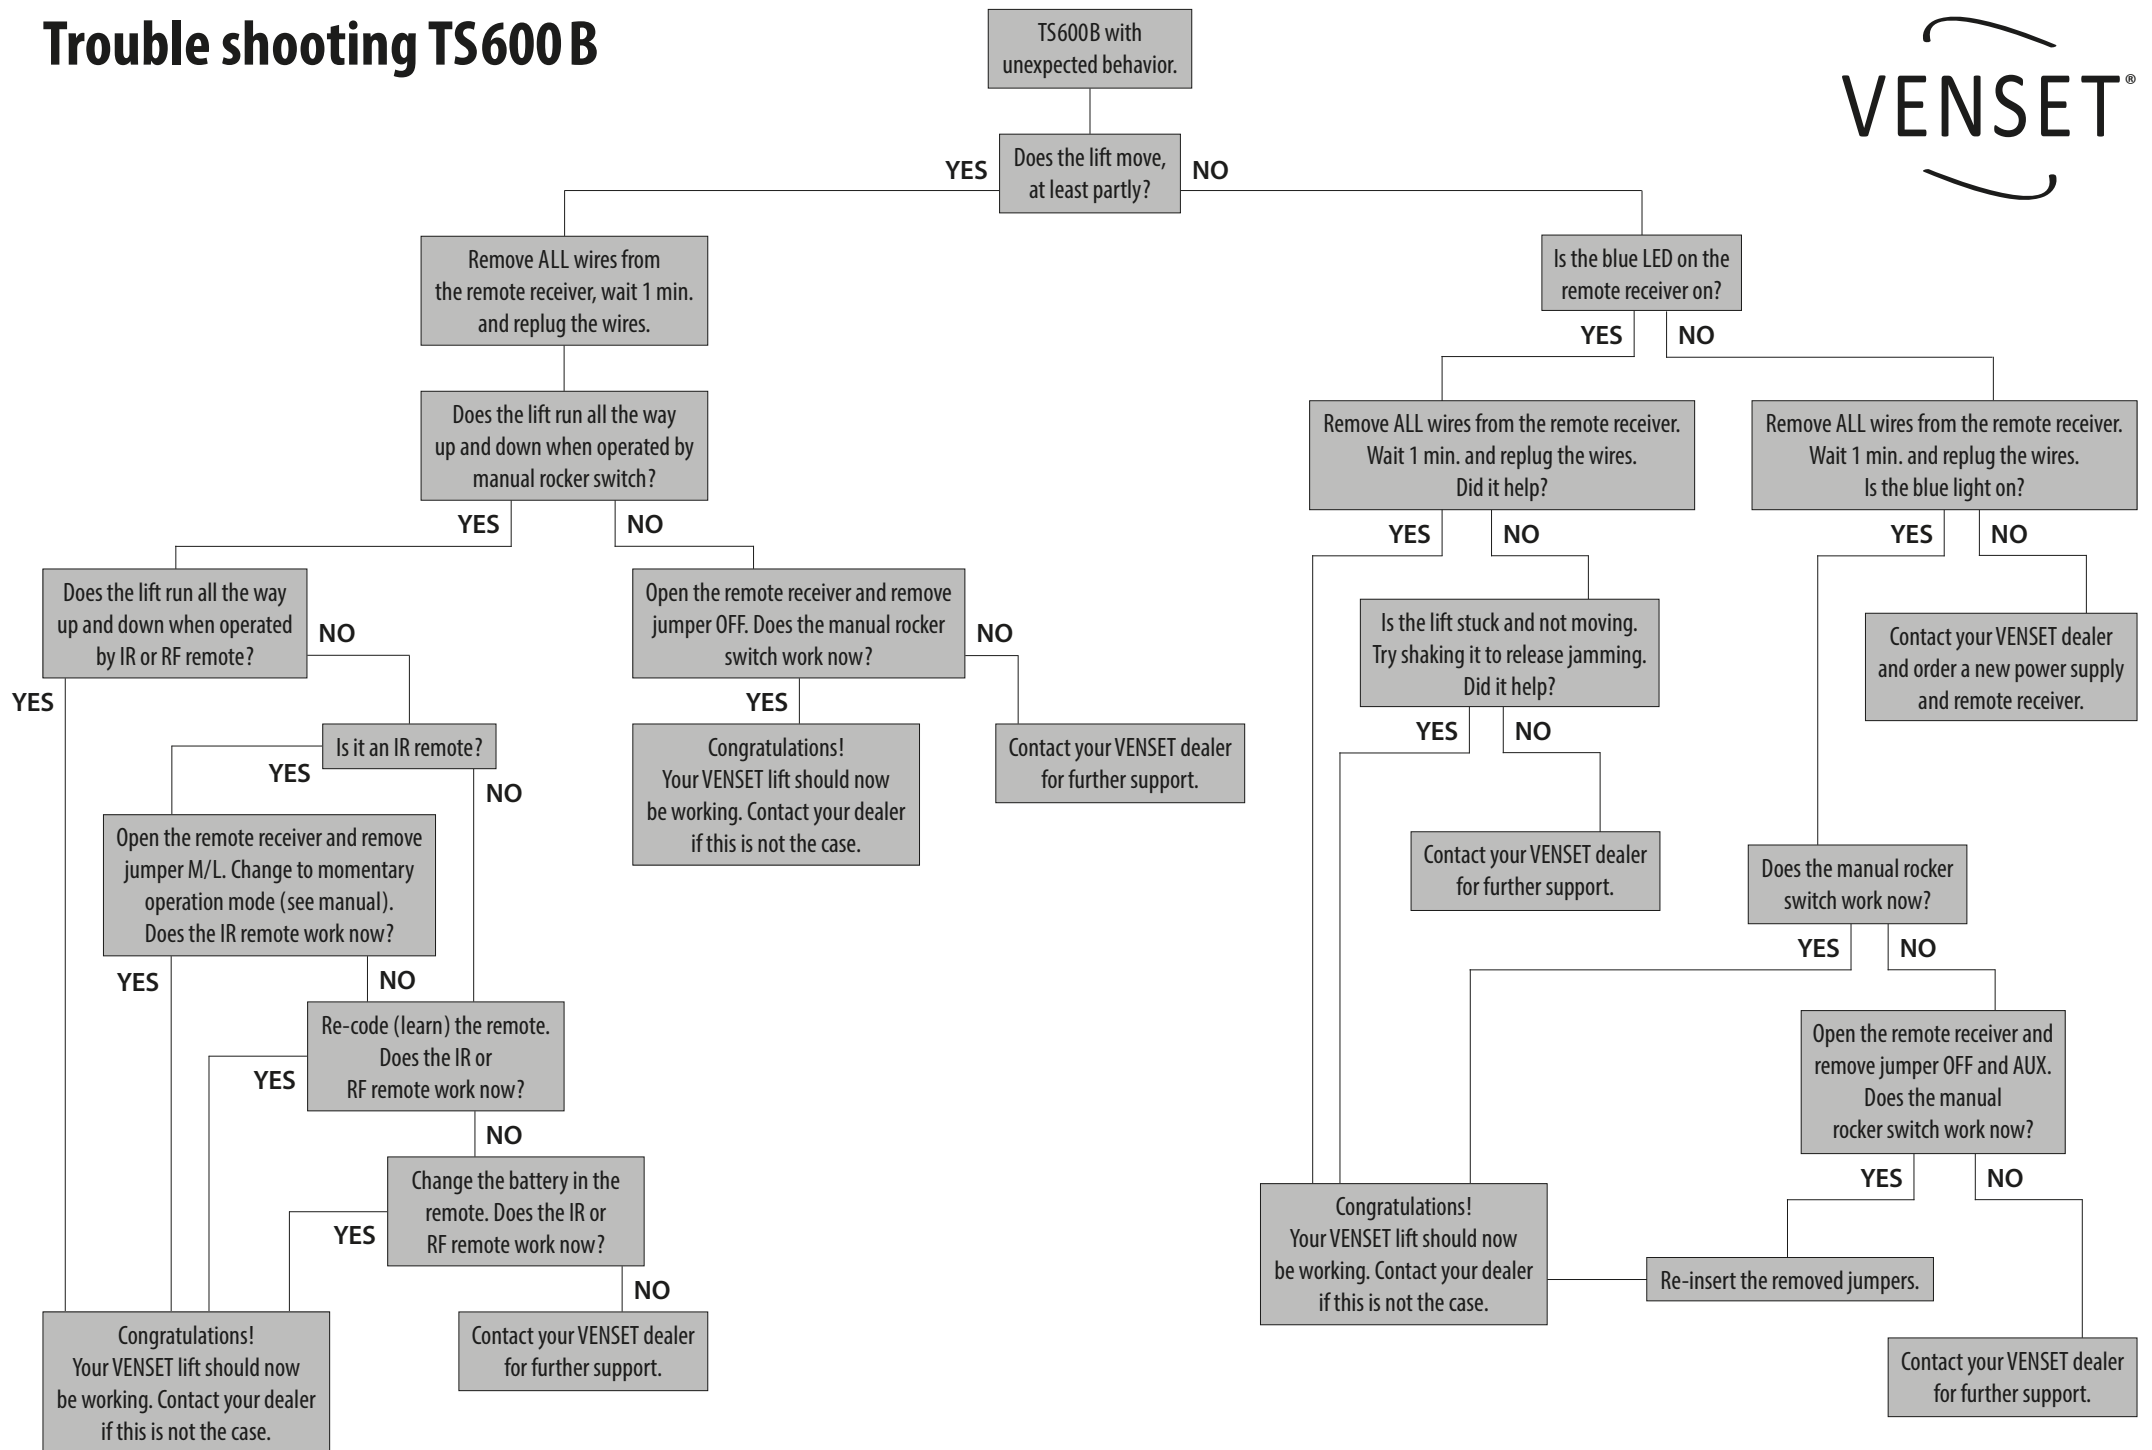 Trouble shooting TS600 B
VENSET®
TS600B with
unexpected behavior.
Does the lift move,
at least partly?
YES
NO
Remove ALL wires from
the remote receiver, wait 1 min.
and replug the wires.
Does the lift run all the way
up and down when operated by
manual rocker switch?
YES
NO
Does the lift run all the way
up and down when operated
by IR or RF remote?
YES
NO
Is it an IR remote?
YES
NO
Open the remote receiver and remove
jumper M/L. Change to momentary
operation mode (see manual).
Does the IR remote work now?
YES
NO
Re-code (learn) the remote.
Does the IR or
RF remote work now?
YES
NO
Change the battery in the
remote. Does the IR or
RF remote work now?
YES
NO
Congratulations!
Your VENSET lift should now
be working. Contact your dealer
if this is not the case.
Contact your VENSET dealer
for further support.
Open the remote receiver and remove
jumper OFF. Does the manual rocker
switch work now?
YES
NO
Congratulations!
Your VENSET lift should now
be working. Contact your dealer
if this is not the case.
Contact your VENSET dealer
for further support.
Is the blue LED on the
remote receiver on?
YES
NO
Remove ALL wires from the remote receiver.
Wait 1 min. and replug the wires.
Did it help?
YES
NO
Is the lift stuck and not moving.
Try shaking it to release jamming.
Did it help?
YES
NO
Contact your VENSET dealer
for further support.
Remove ALL wires from the remote receiver.
Wait 1 min. and replug the wires.
Is the blue light on?
YES
NO
Contact your VENSET dealer
and order a new power supply
and remote receiver.
Does the manual rocker
switch work now?
YES
NO
Open the remote receiver and
remove jumper OFF and AUX.
Does the manual
rocker switch work now?
YES
NO
Congratulations!
Your VENSET lift should now
be working. Contact your dealer
if this is not the case.
Re-insert the removed jumpers.
Contact your VENSET dealer
for further support.